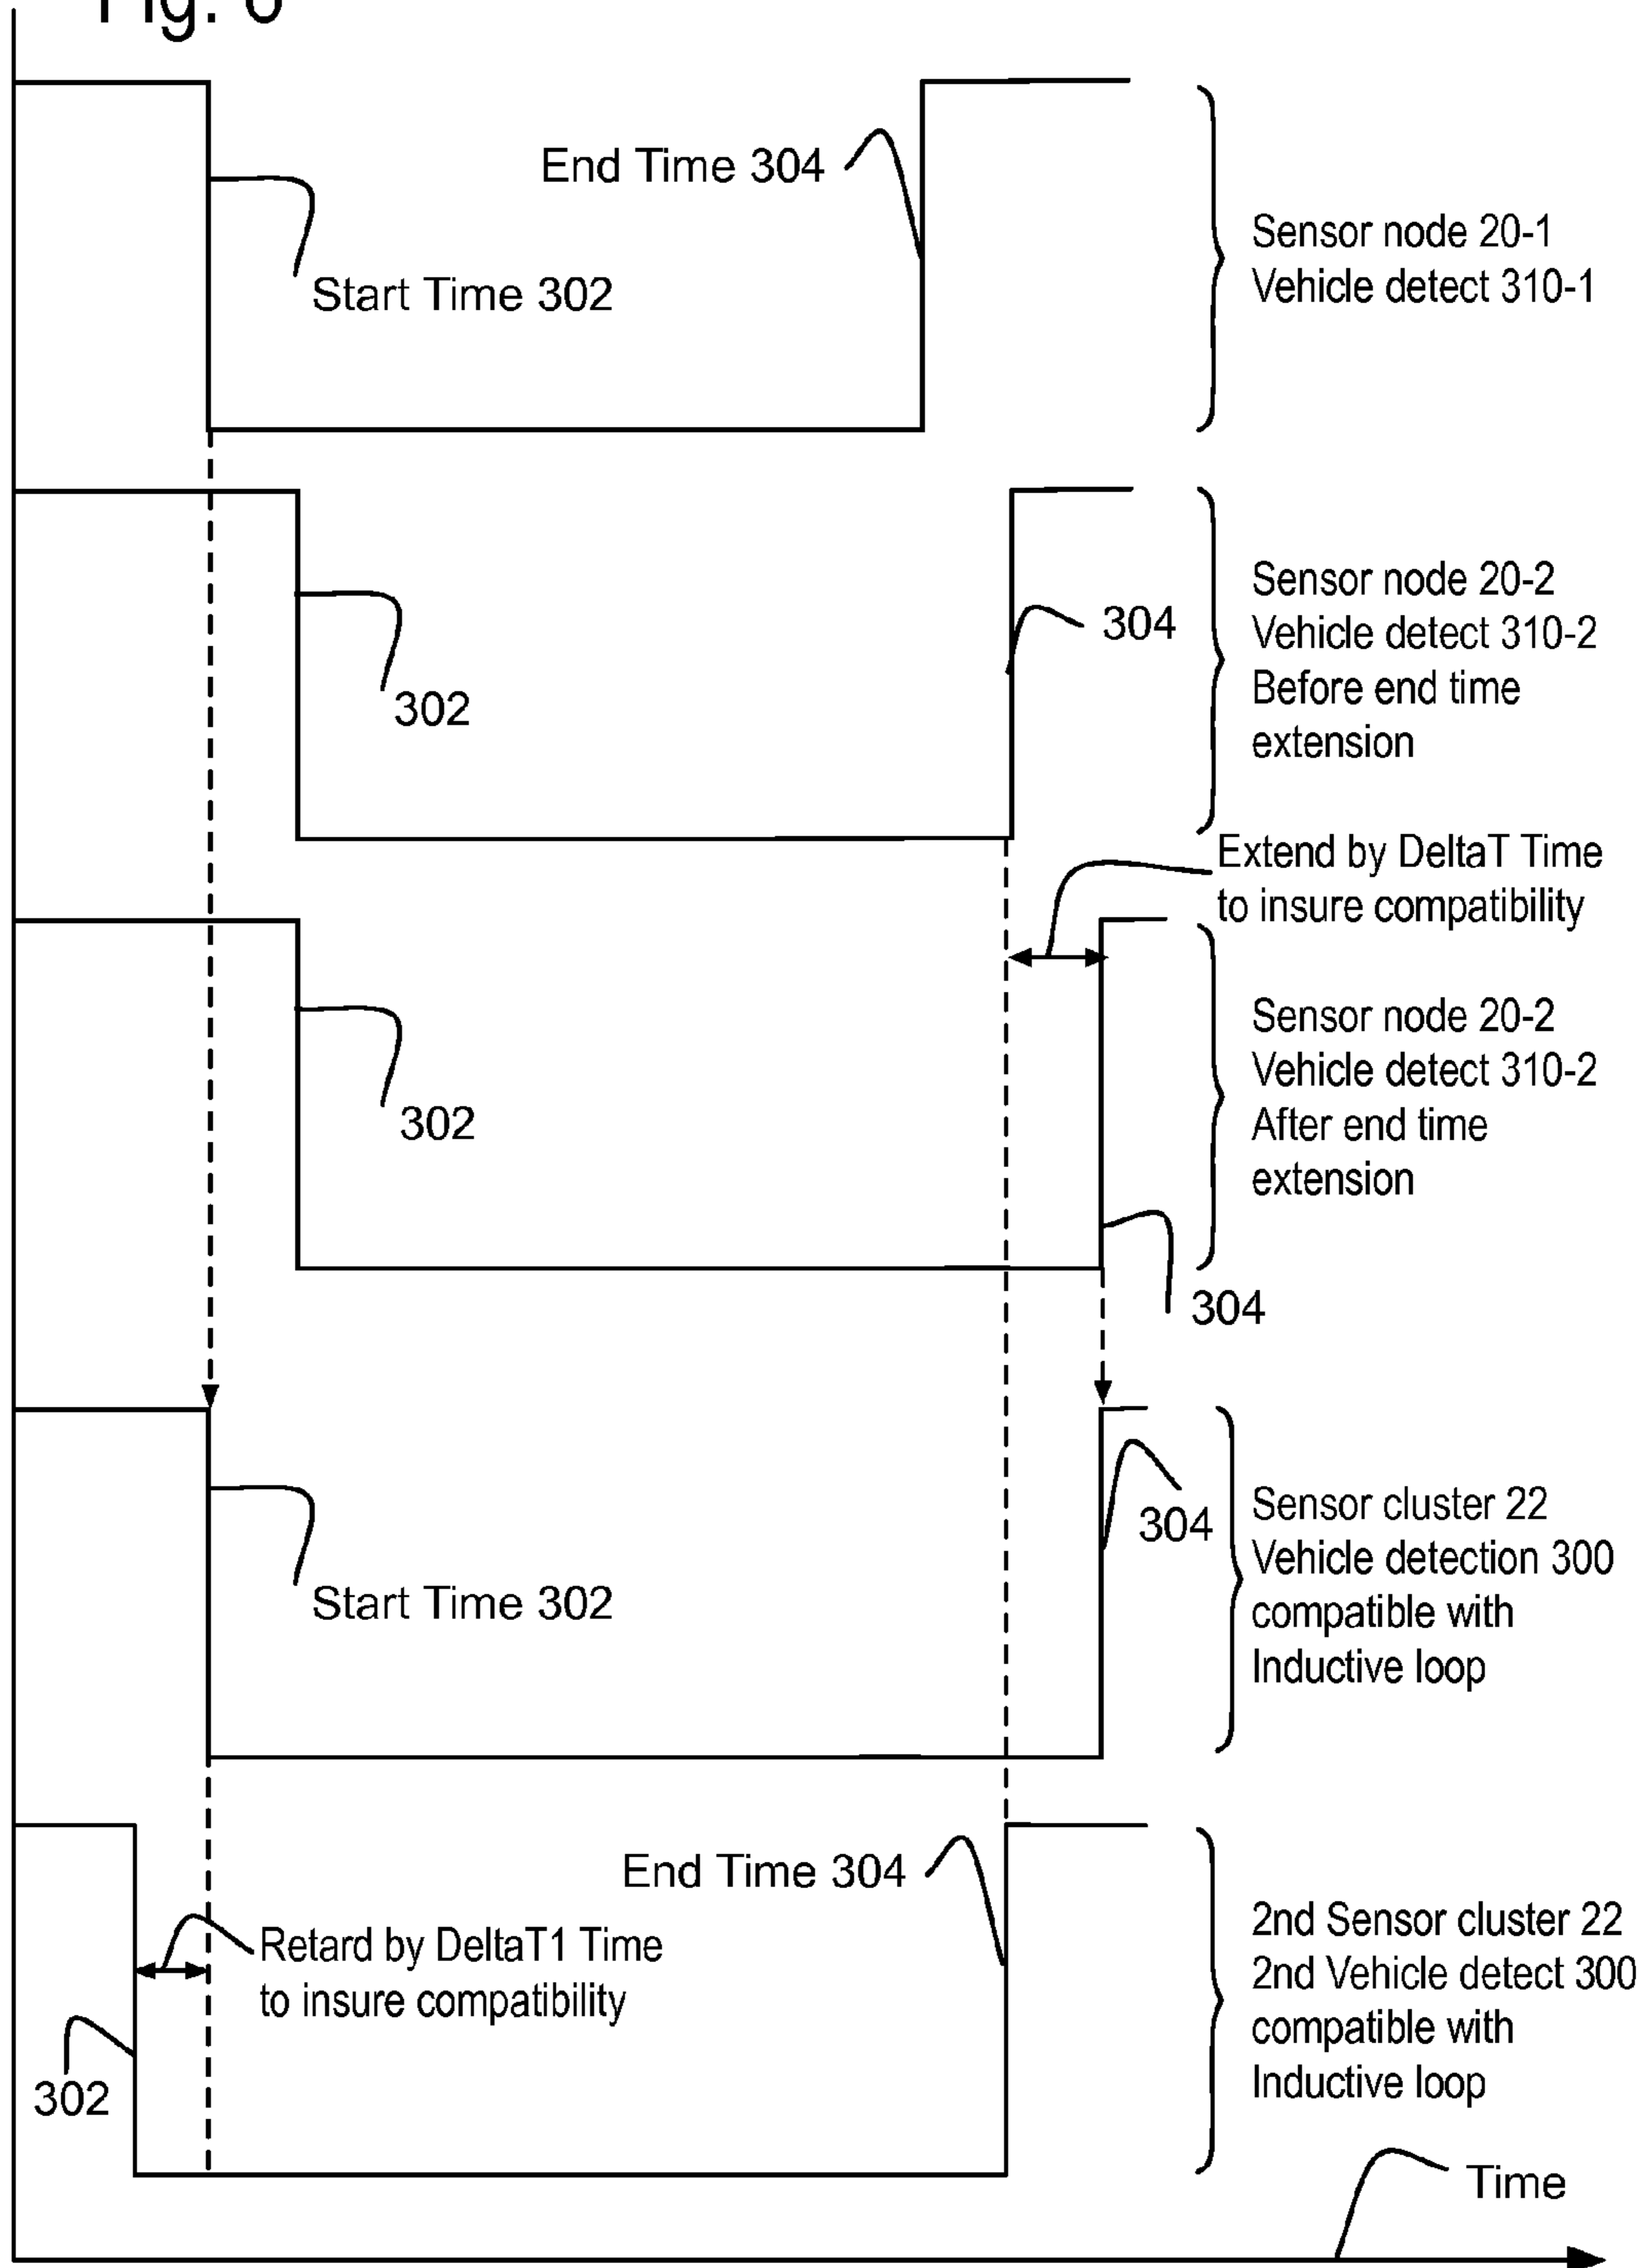 End Time 304
Start Time 302
Sensor node 20-1
Vehicle detect 310-1
302
304
Sensor node 20-2
Vehicle detect 310-2
Before end time
extension
Extend by DeltaT Time
to insure compatibility
302
Sensor node 20-2
Vehicle detect 310-2
After end time
extension
304
Start Time 302
304
Sensor cluster 22
Vehicle detection 300
compatible with
Inductive loop
End Time 304
Retard by DeltaT1 Time
to insure compatibility
302
2nd Sensor cluster 22
2nd Vehicle detect 300
compatible with
Inductive loop
Time